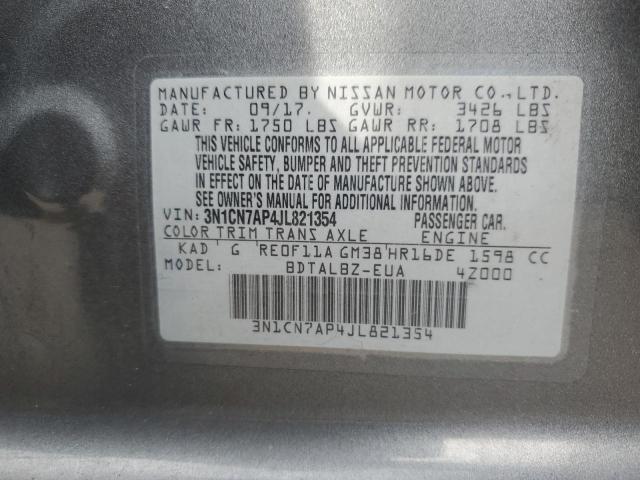 MANUFACTURED BY NISSAN MOTOR CO., LTD.
DATE: 09/17. GVWR: 3426 LBS
GAWR FR: 1750 LBS GAWR RR: 1708 LBS
THIS VEHICLE CONFORMS TO ALL APPLICABLE FEDERAL MOTOR
VEHICLE SAFETY, BUMPER AND THEFT PREVENTION STANDARDS
IN EFFECT ON THE DATE OF MANUFACTURE SHOWN ABOVE.
SEE OWNER'S MANUAL FOR ADDITIONAL INFORMATION
VIN: 3N1CN7AP4JL821354 PASSENGER CAR.
COLOR TRIM TRANS AXLE ENGINE
KAD G RE0F11A GM38 HR16DE 1598 CC
BDTALBZ-EUA 4Z000
3N1CN7AP4JL821354